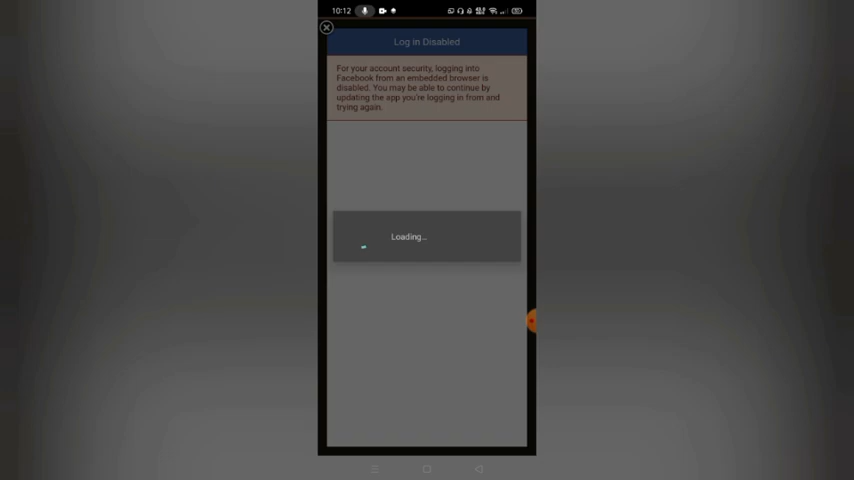 10:12
Log in Disabled
For your account security, logging into
Facebook from an embedded browser is
disabled. You may be able to continue by
updating the app you're logging in from and
trying again.
Loading...